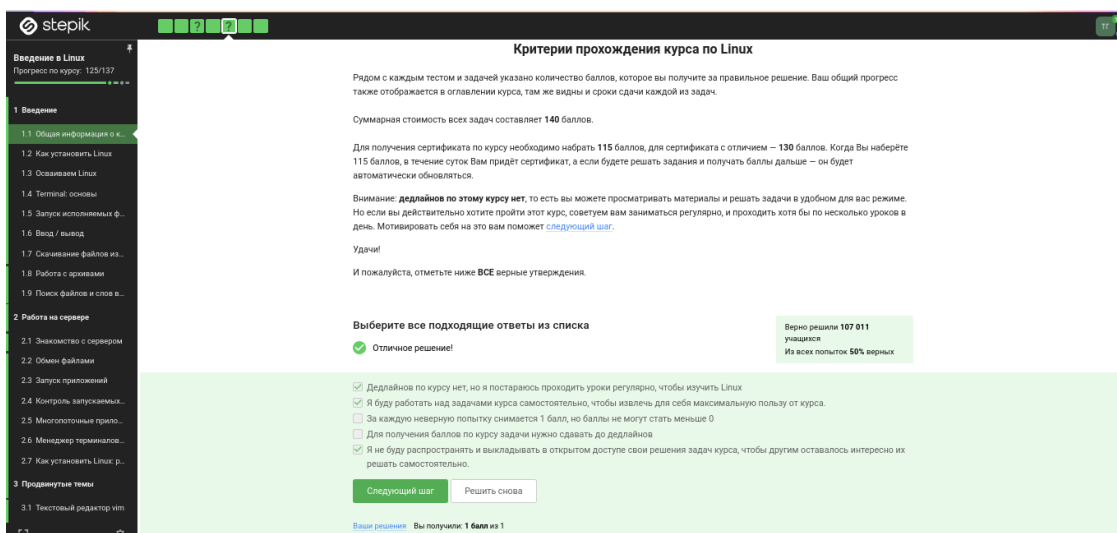 stepik
? ?
Введение в Linux
Прогресс по курсу: 125/137
1 Введение
1.1 Общая информация о к...
1.2 Как установить Linux
1.3 Осваиваем Linux
1.4 Terminal: основы
1.5 Запуск исполняемых ф...
1.6 Ввод / вывод
1.7 Скачивание файлов из...
1.8 Работа с архивами
1.9 Поиск файлов и слов в...
2 Работа на сервере
2.1 Знакомство с сервером
2.2 Обмен файлами
2.3 Запуск приложений
2.4 Контроль запускаемых...
2.5 Многопоточные прило...
2.6 Менеджер терминалов...
2.7 Как установить Linux: р...
3 Продвинутые темы
3.1 Текстовый редактор vim
Критерии прохождения курса по Linux
Рядом с каждым тестом и задачей указано количество баллов, которое вы получите за правильное решение. Ваш общий прогресс
также отображается в оглавлении курса, там же видны и сроки сдачи каждой из задач.
Суммарная стоимость всех задач составляет 140 баллов.
Для получения сертификата по курсу необходимо набрать 115 баллов, для сертификата с отличием — 130 баллов. Когда Вы наберёте
115 баллов, в течение суток Вам придёт сертификат, а если будете решать задания и получать баллы дальше — он будет
автоматически обновляться.
Внимание: дедлайнов по этому курсу нет, то есть вы можете просматривать материалы и решать задачи в удобном для вас режиме.
Но если вы действительно хотите пройти этот курс, советуем вам заниматься регулярно, и проходить хотя бы по несколько уроков в
день. Мотивировать себя на это вам поможет следующий шаг.
Удачи!
И пожалуйста, отметьте ниже ВСЕ верные утверждения.
Выберите все подходящие ответы из списка
Отличное решение!
Верно решили 107 011
учащихся
Из всех попыток 50% верных
Дедлайнов по курсу нет, но я постараюсь проходить уроки регулярно, чтобы изучить Linux
Я буду работать над задачами курса самостоятельно, чтобы извлечь для себя максимальную пользу от курса.
За каждую неверную попытку снимается 1 балл, но баллы не могут стать меньше 0
Для получения баллов по курсу задачи нужно сдавать до дедлайнов
Я не буду распространять и выкладывать в открытом доступе свои решения задач курса, чтобы другим оставалось интересно их
решать самостоятельно.
Следующий шаг
Решить снова
Ваши решения Вы получили: 1 балл из 1